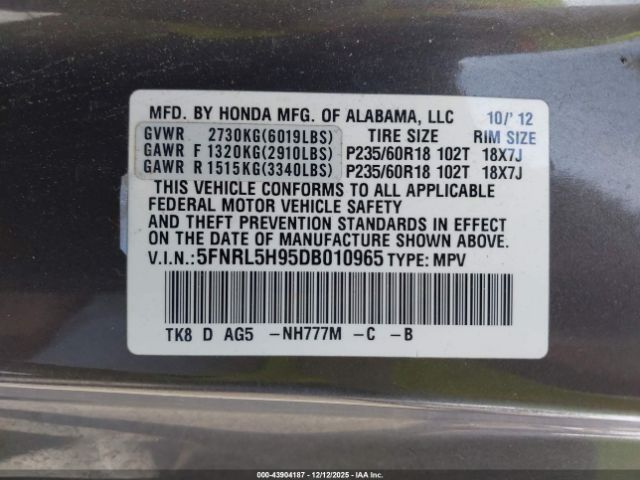 MFD. BY HONDA MFG. OF ALABAMA, LLC 10/' 12
GVWR 2730KG(6019LBS) TIRE SIZE RIM SIZE
GAWR F 1320KG(2910LBS) P235/60R18 102T 18X7J
GAWR R 1515KG(3340LBS) P235/60R18 102T 18X7J
THIS VEHICLE CONFORMS TO ALL APPLICABLE
FEDERAL MOTOR VEHICLE SAFETY
AND THEFT PREVENTION STANDARDS IN EFFECT
ON THE DATE OF MANUFACTURE SHOWN ABOVE.
V.I.N.:5FNRL5H95DB010965 TYPE: MPV
TK8 D AG5 -NH777M -C -B
000-43904187 - 12/12/2025 - IAAI.COM